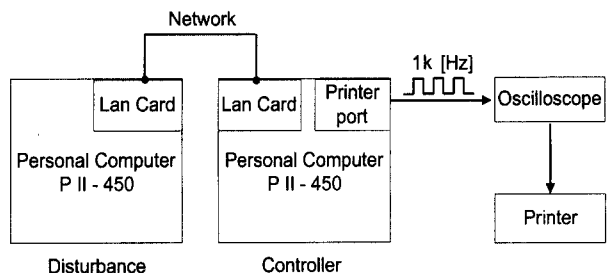 Network
1k [Hz]
Lan Card
Lan Card
Printer
port
Oscilloscope
Personal Computer
P II - 450
Personal Computer
P II - 450
Printer
Disturbance
Controller